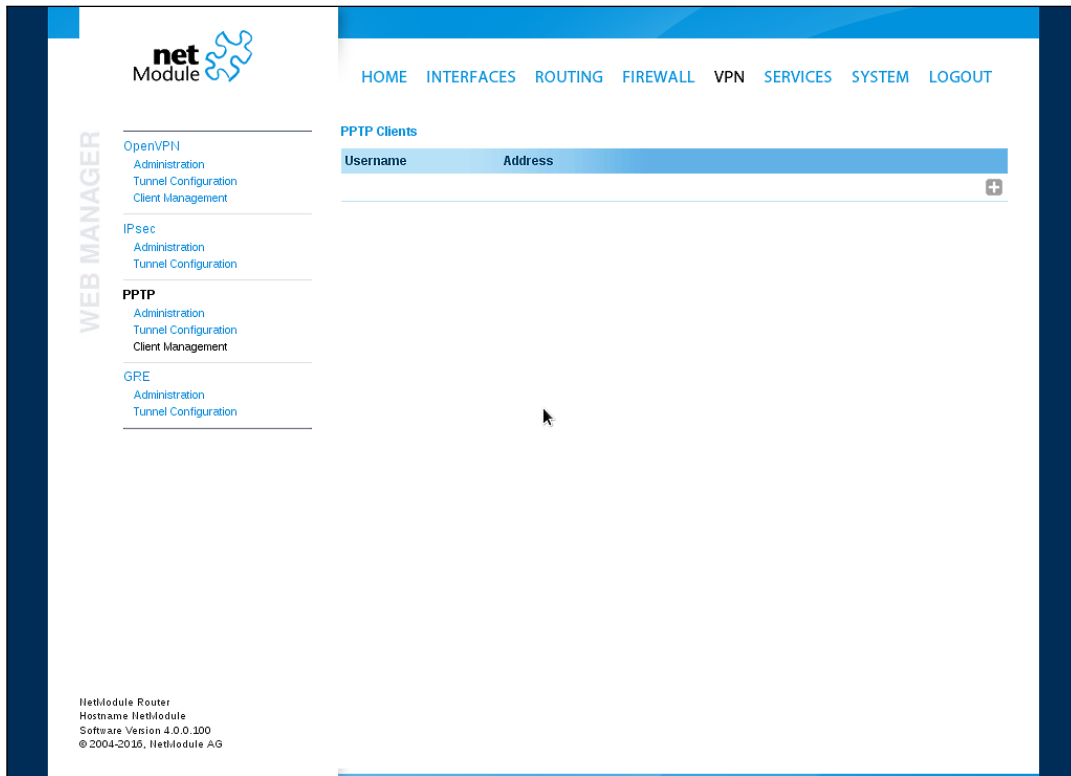 net
Module
HOME INTERFACES ROUTING FIREWALL VPN SERVICES SYSTEM LOGOUT
WEB MANAGER
OpenVPN
Administration
Tunnel Configuration
Client Management
IPsec
Administration
Tunnel Configuration
PPTP
Administration
Tunnel Configuration
Client Management
GRE
Administration
Tunnel Configuration
PPTP Clients
Username Address
NetModule Router
Hostname NetModule
Software Version 4.0.0.100
© 2004-2016, NetModule AG